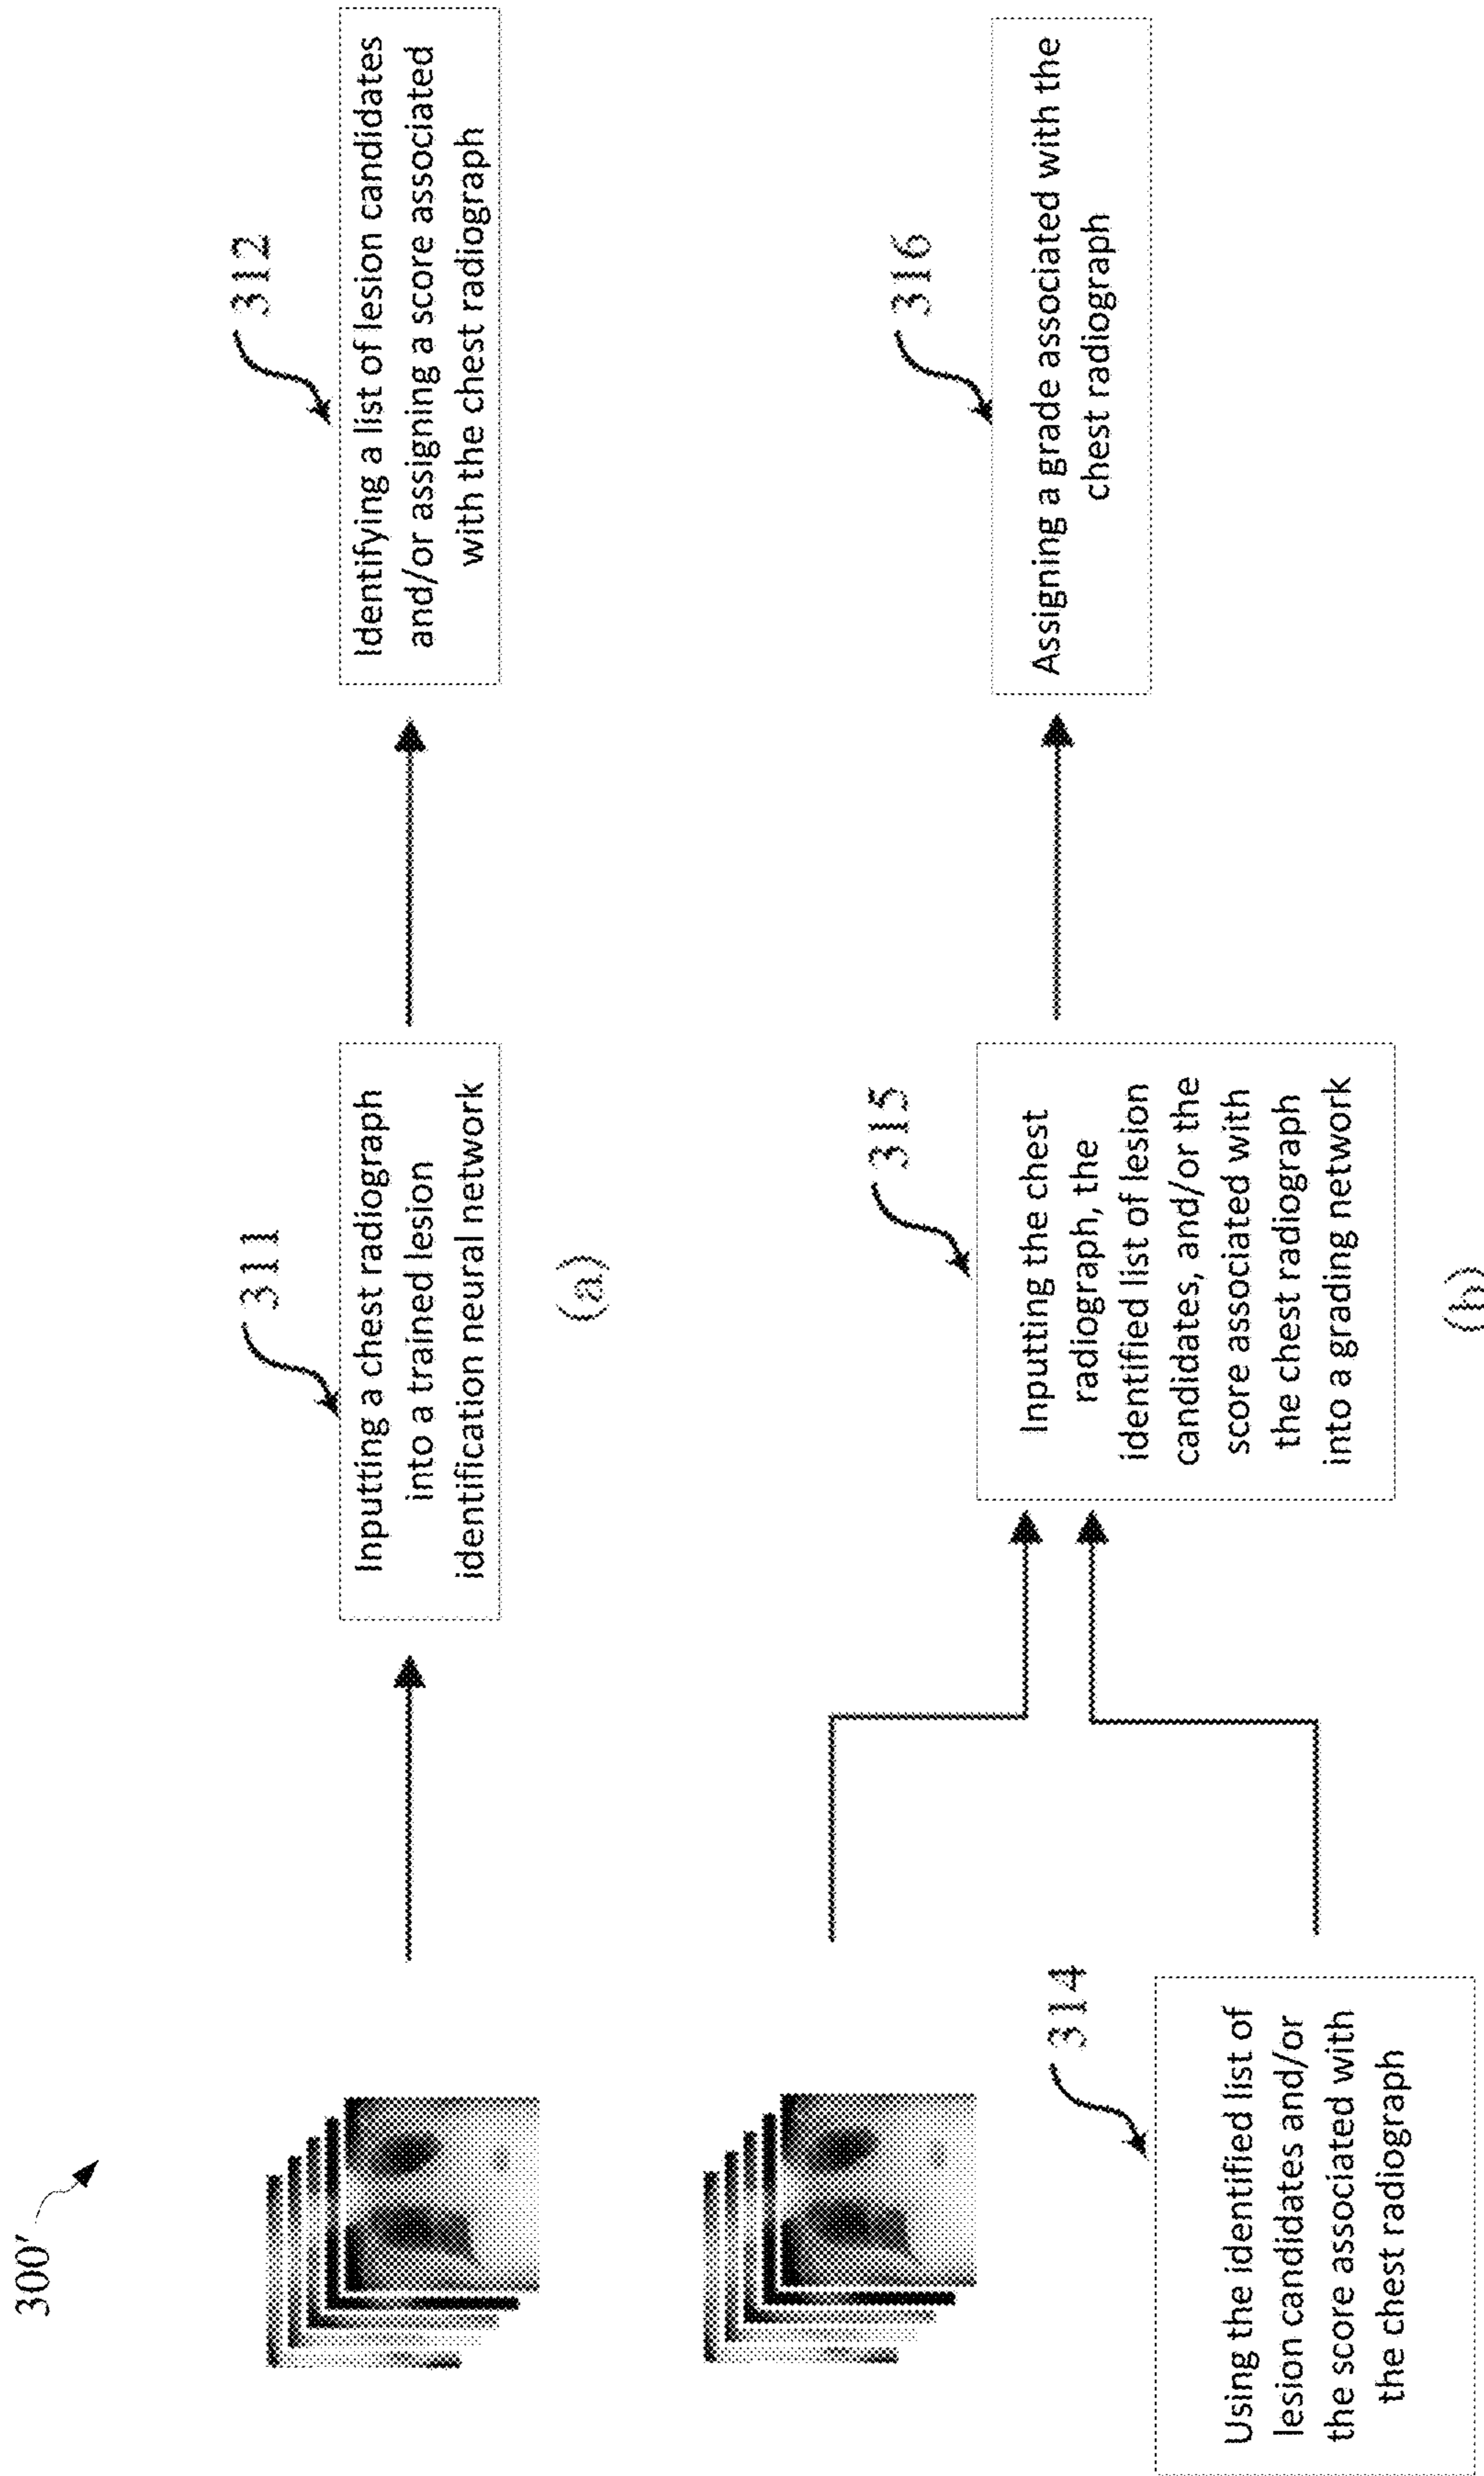 300'
311
Inputting a chest radiograph
into a trained lesion
identification neural network
312
Identifying a list of lesion candidates
and/or assigning a score associated
with the chest radiograph
(a)
314
Using the identified list of
lesion candidates and/or
the score associated with
the chest radiograph
315
Inputting the chest
radiograph, the
identified list of lesion
candidates, and/or the
score associated with
the chest radiograph
into a grading network
316
Assigning a grade associated with the
chest radiograph
(b)